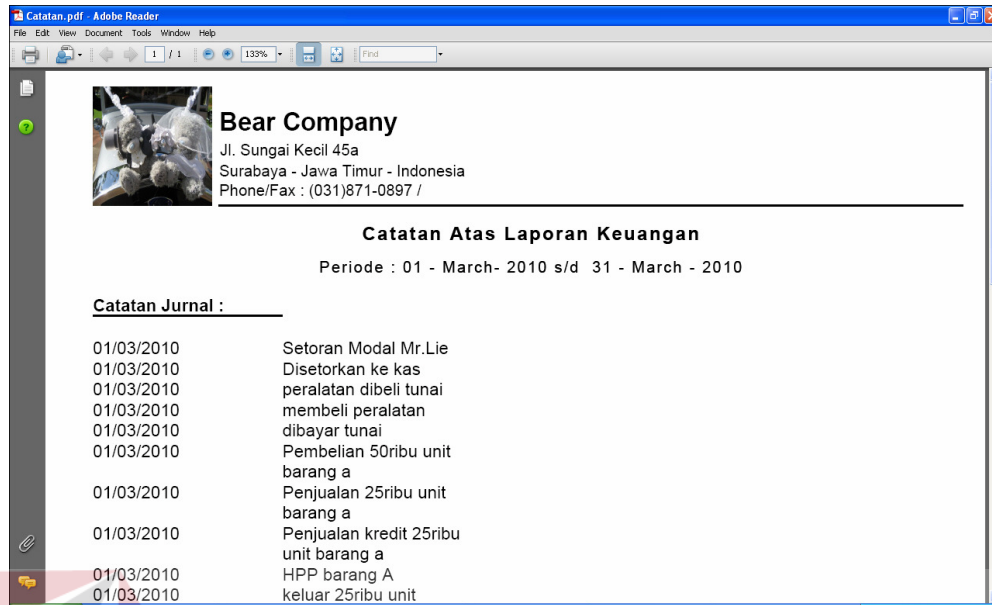 Catatan.pdf - Adobe Reader
File Edit View Document Tools Window Help
1 / 1 133% Find
Bear Company
Jl. Sungai Kecil 45a
Surabaya - Jawa Timur - Indonesia
Phone/Fax : (031)871-0897 /
Catatan Atas Laporan Keuangan
Periode : 01 - March- 2010 s/d 31 - March - 2010
Catatan Jurnal :
01/03/2010 Setoran Modal Mr.Lie
01/03/2010 Disetorkan ke kas
01/03/2010 peralatan dibeli tunai
01/03/2010 membeli peralatan
01/03/2010 dibayar tunai
01/03/2010 Pembelian 50ribu unit
barang a
01/03/2010 Penjualan 25ribu unit
barang a
01/03/2010 Penjualan kredit 25ribu
unit barang a
01/03/2010 HPP barang A
01/03/2010 keluar 25ribu unit